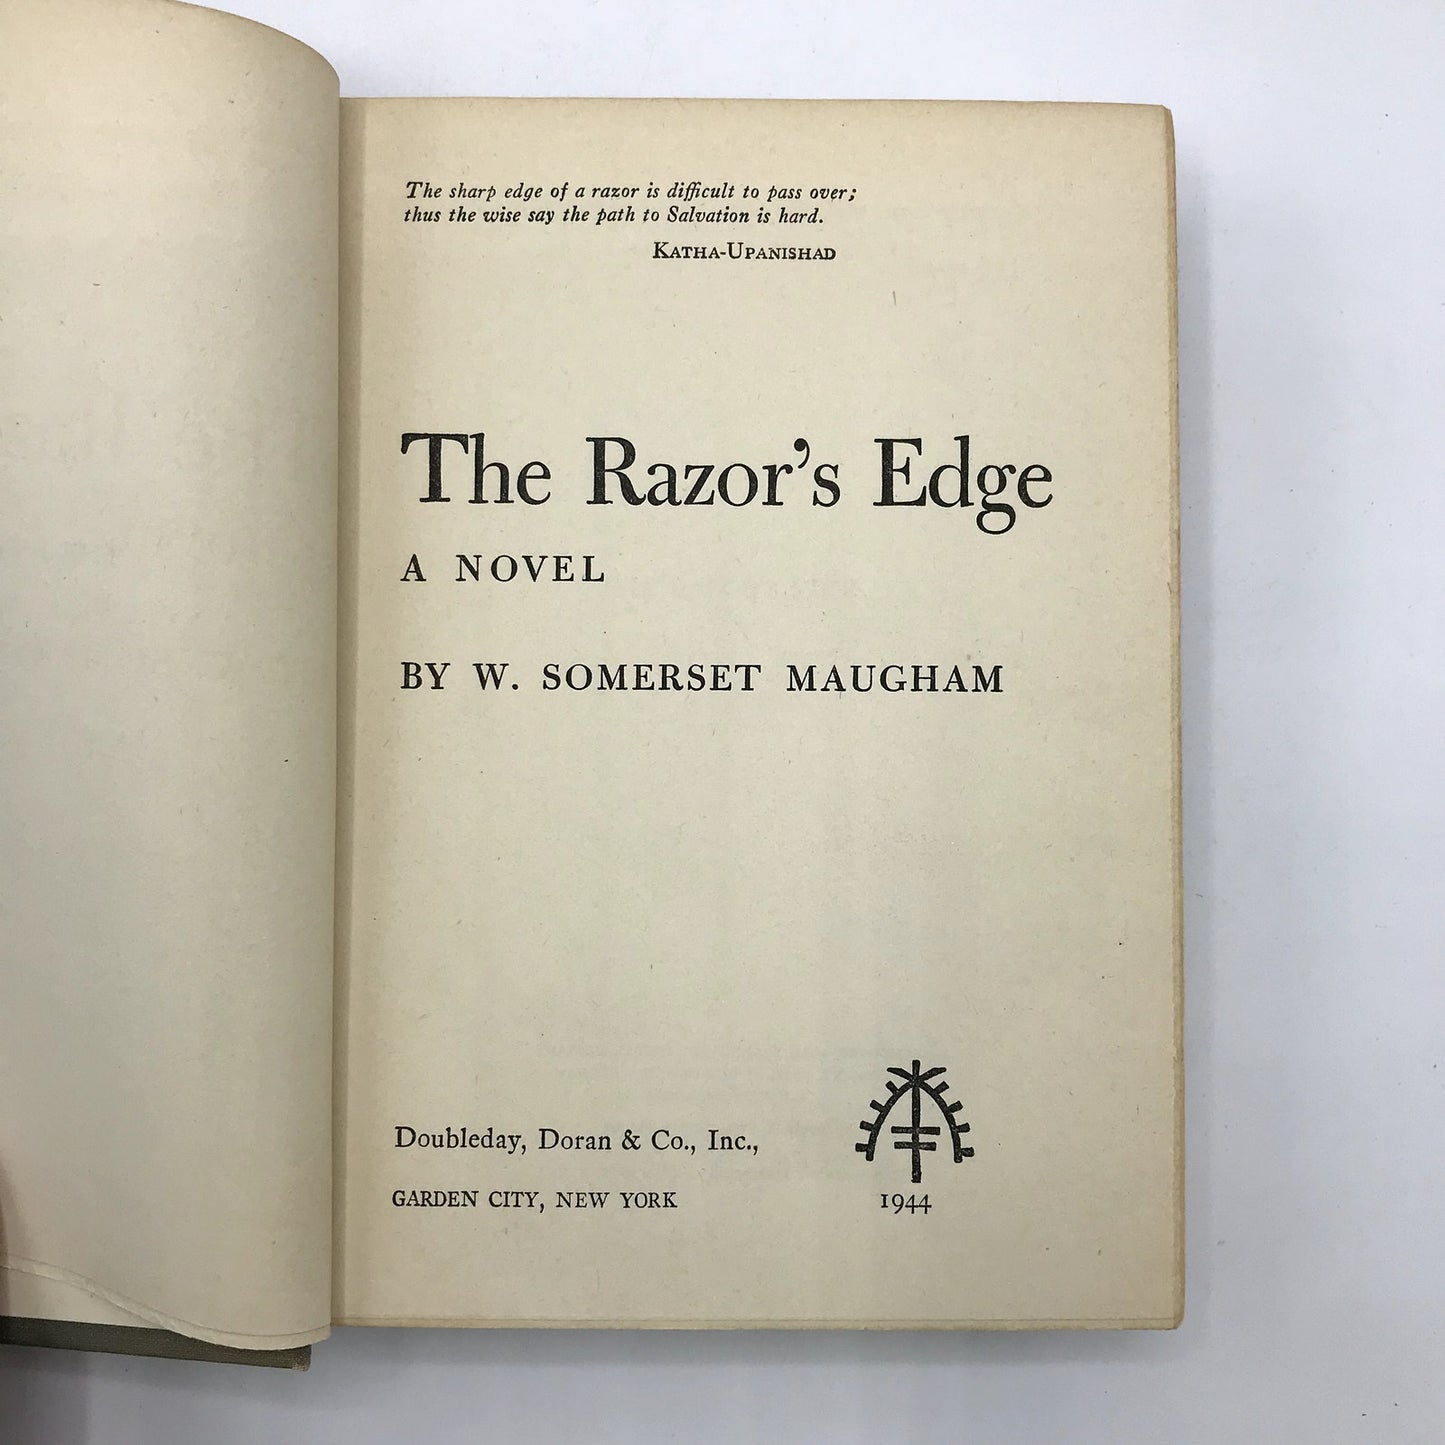 The sharp edge of a razor is difficult to pass over;
thus the wise say the path to Salvation is hard.
KATHA-UPANISHAD
The Razor's Edge
A NOVEL
BY W. SOMERSET MAUGHAM
Doubleday, Doran & Co., Inc.,
GARDEN CITY, NEW YORK
1944